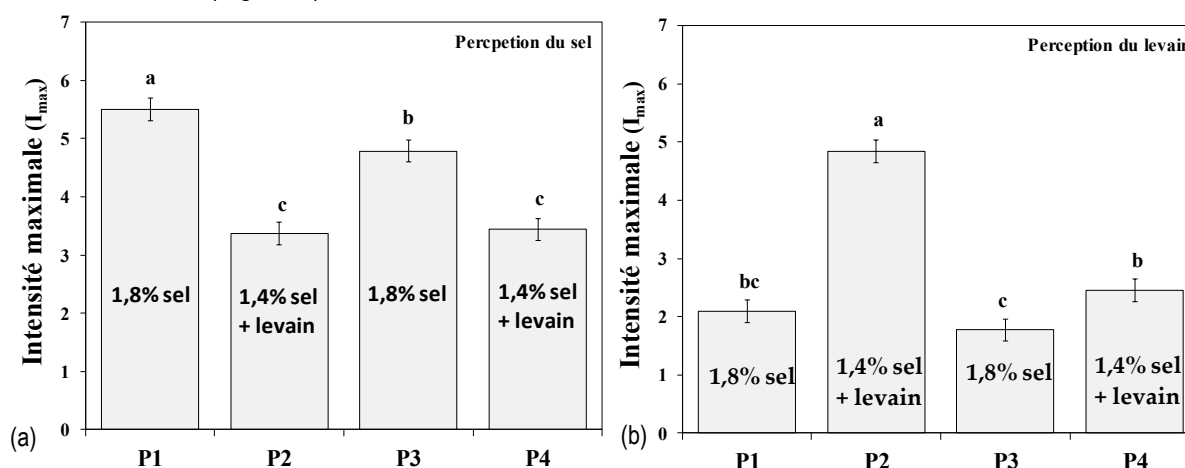 Percpetion du sel
Intensité maximale (Imax)
7
6
5
4
3
2
1
0
a
c
b
c
1,8% sel
1,4% sel
+ levain
1,8% sel
1,4% sel
+ levain
P1 P2 P3 P4
(a)
Perception du levain
Intensité maximale (Imax)
7
6
5
4
3
2
1
0
bc
a
c
b
1,8% sel
1,4% sel
+ levain
1,8% sel
1,4% sel
+ levain
P1 P2 P3 P4
(b)